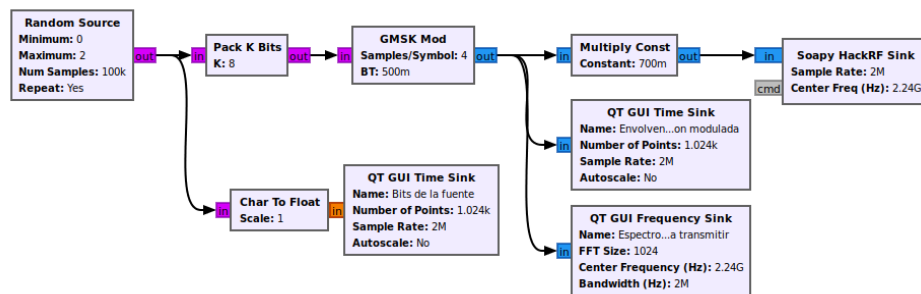 Random Source
Minimum: 0
Maximum: 2
Num Samples: 100k
Repeat: Yes
out
in
Pack K Bits
K: 8
out
in
GMSK Mod
Samples/Symbol: 4
BT: 500m
out
in
Multiply Const
Constant: 700m
out
in
cmd
Soapy HackRF Sink
Sample Rate: 2M
Center Freq (Hz): 2.24G
in
QT GUI Time Sink
Name: Envolven...on modulada
Number of Points: 1.024k
Sample Rate: 2M
Autoscale: No
in
Char To Float
Scale: 1
in
QT GUI Time Sink
Name: Bits de la fuente
Number of Points: 1.024k
Sample Rate: 2M
Autoscale: No
in
QT GUI Frequency Sink
Name: Espectro...a transmitir
FFT Size: 1024
Center Frequency (Hz): 2.24G
Bandwidth (Hz): 2M